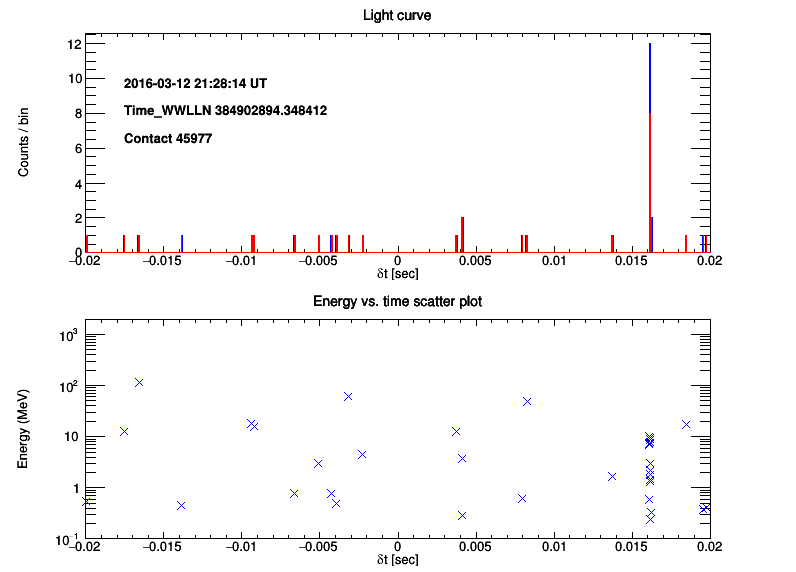 Light curve
12
10
8
6
4
2
0
Counts / bin
2016-03-12 21:28:14 UT
Time_WWLLN 384902894.348412
Contact 45977
−0.02 −0.015 −0.01 −0.005 0 0.005 0.01 0.015 0.02
δt [sec]
Energy vs. time scatter plot
10³
10²
10
1
10⁻¹
Energy (MeV)
−0.02 −0.015 −0.01 −0.005 0 0.005 0.01 0.015 0.02
δt [sec]